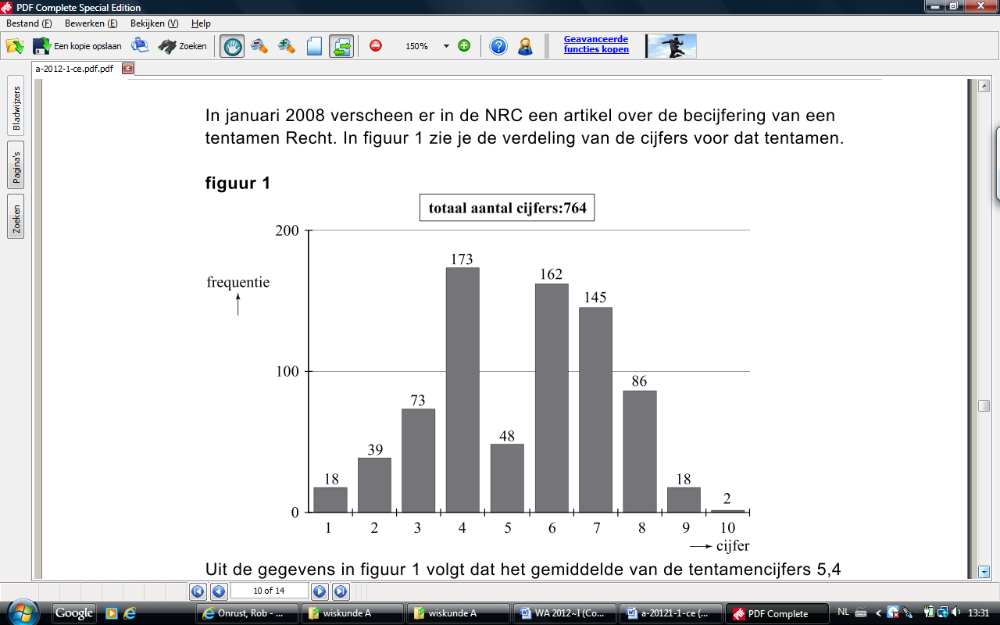 PDF Complete Special Edition
Bestand (F) Bewerken (E) Bekijken (V) Help
Een kopie opslaan Zoeken 150% Geavanceerde functies kopen
a-2012-1-ce.pdf.pdf
Bladwijzers
Pagina's
Zoeken
In januari 2008 verscheen er in de NRC een artikel over de becijfering van een
tentamen Recht. In figuur 1 zie je de verdeling van de cijfers voor dat tentamen.
figuur 1
totaal aantal cijfers:764
200
frequentie
100
0
18 39 73 173 48 162 145 86 18 2
1 2 3 4 5 6 7 8 9 10
cijfer
Uit de gegevens in figuur 1 volgt dat het gemiddelde van de tentamencijfers 5,4
10 of 14
Google Onrust, Rob - ... wiskunde A wiskunde A WA 2012~I (Co... a-20121-1-ce (... PDF Complete NL 13:31